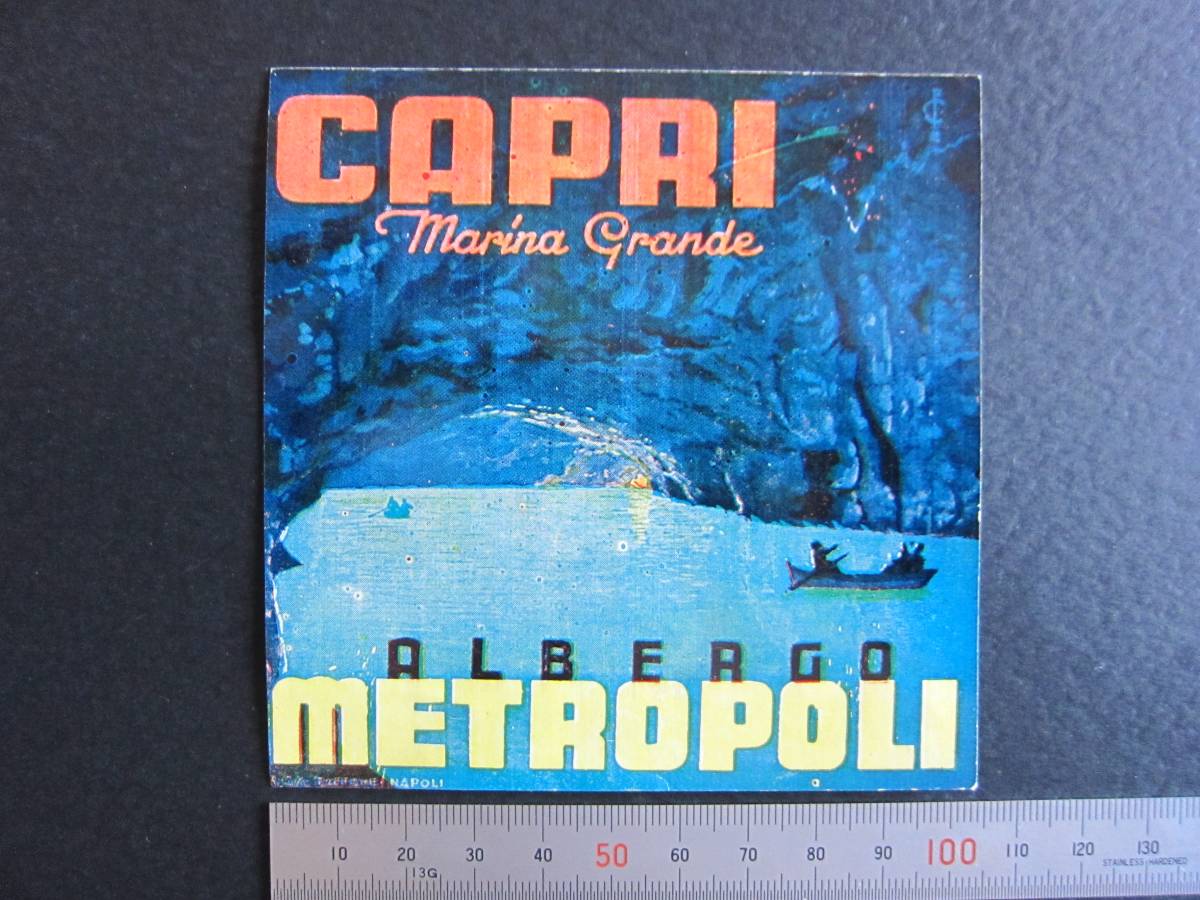 CAPRI
Marina Grande
ALBERGO
METROPOLI
NAPOLI
10 20 30 40 50 60 70 80 90 100 110 120 130
13G
STAINLESS HARDENED